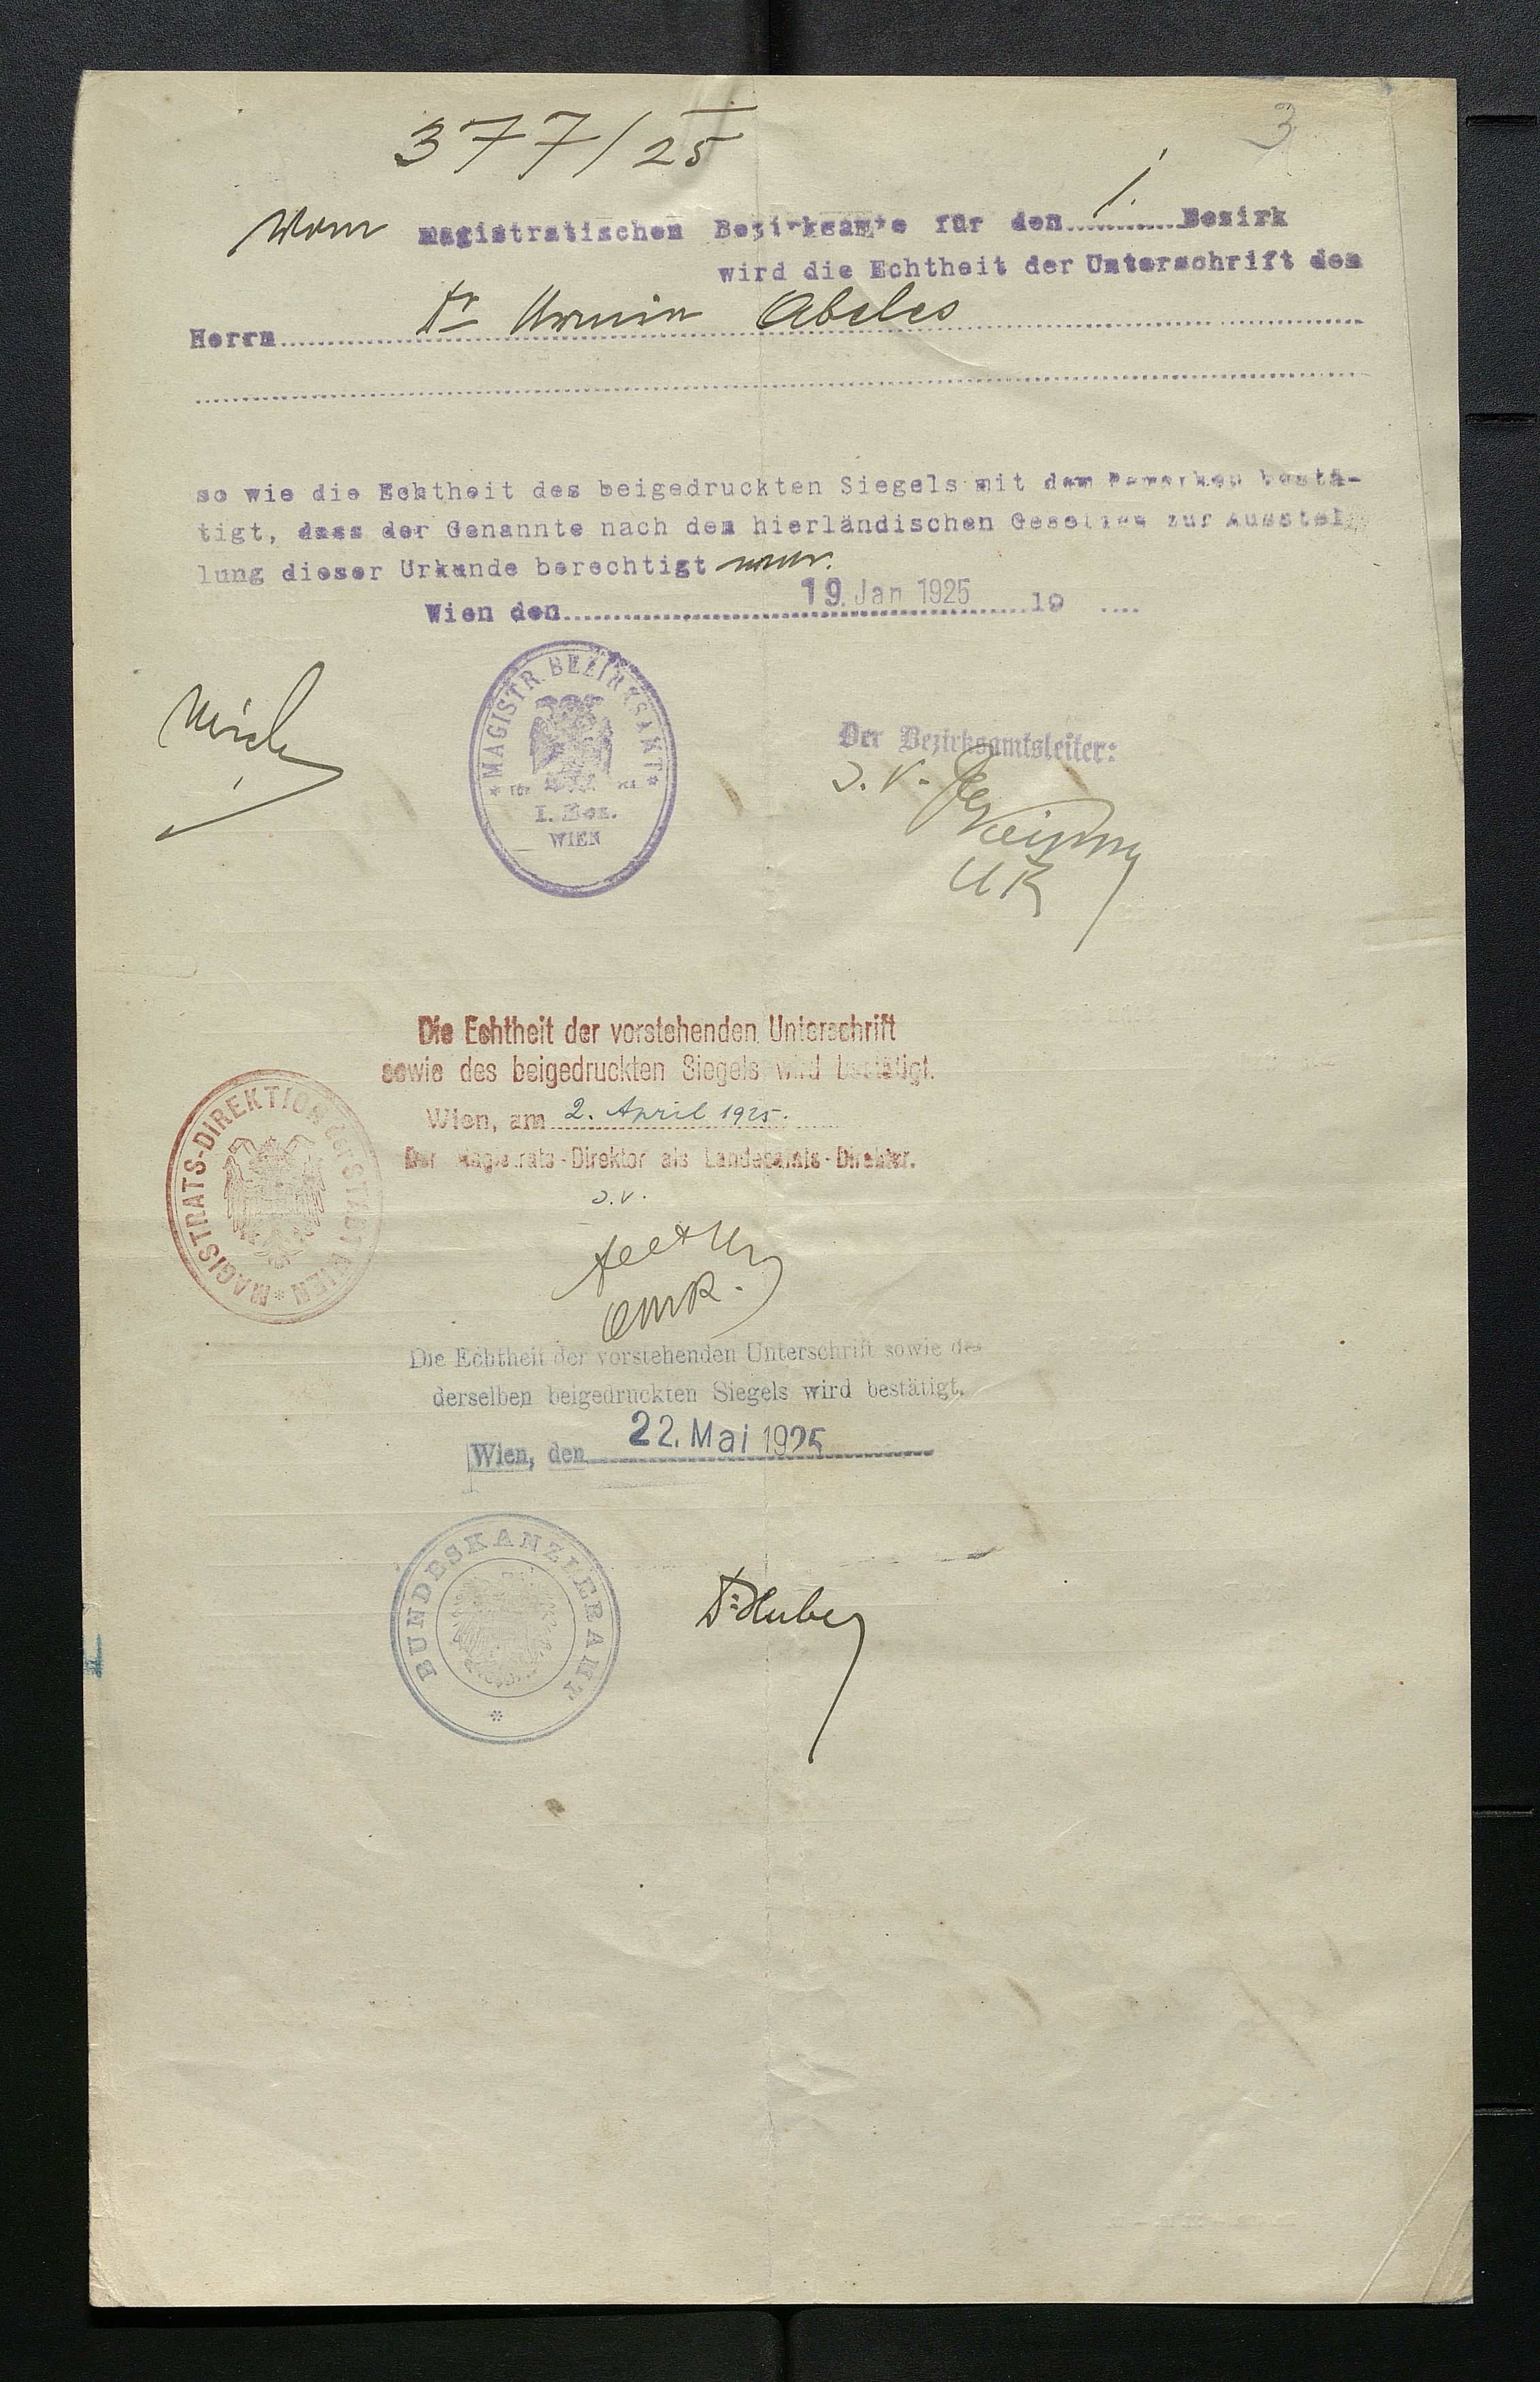 377/25
3
Vom magistratischen Bezirksamte für den 1. Bezirk
wird die Echtheit der Unterschrift des
Herrn Dr Armin Abeles
so wie die Echtheit des beigedruckten Siegels mit dem Bemerken bestä-
tigt, dass der Genannte nach den hierländischen Gesetzen zur Ausstel
lung dieser Urkunde berechtigt war.
19. Jan 1925
Wien den 19
MAGISTR. BEZIRKSAMT
I. Bez.
WIEN
Der Bezirksamtsleiter:
Die Echtheit der vorstehenden Unterschrift
sowie des beigedruckten Siegels wird bestätigt.
Wien, am 2. April 1925.
Der Magistrats-Direktor als Landesamts-Direktor.
MAGISTRATS-DIREKTION der STADT WIEN
Die Echtheit der vorstehenden Unterschrift sowie des
derselben beigedruckten Siegels wird bestätigt.
Wien, den 22. Mai 1925
BUNDESKANZLERAMT
Dr. Huber